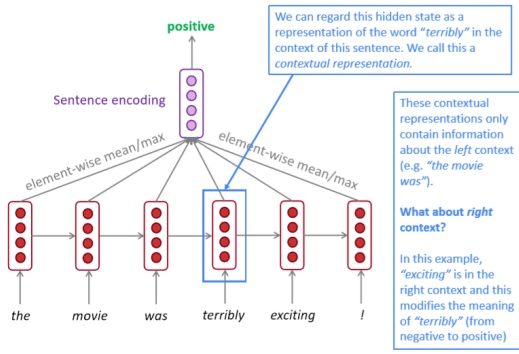 positive
We can regard this hidden state as a
representation of the word “terribly” in the
context of this sentence. We call this a
contextual representation.
Sentence encoding
element-wise mean/max
element-wise mean/max
These contextual
representations only
contain information
about the left context
(e.g. “the movie
was”).
What about right
context?
In this example,
“exciting” is in the
right context and this
modifies the meaning
of “terribly” (from
negative to positive)
the movie was terribly exciting !